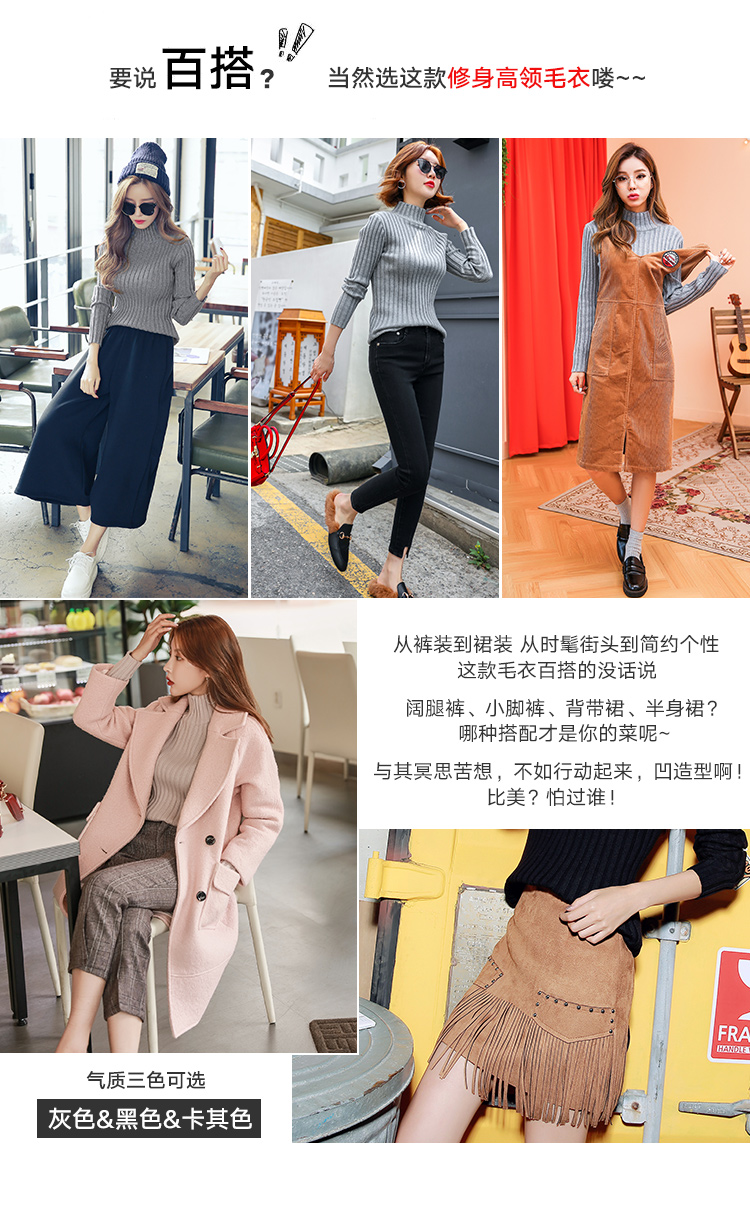 要说 百搭? 当然选这款修身高领毛衣喽~~
从裤装到裙装 从时髦街头到简约个性
这款毛衣百搭的没话说
阔腿裤、小脚裤、背带裙、半身裙?
哪种搭配才是你的菜呢~
与其冥思苦想，不如行动起来，凹造型啊!
比美? 怕过谁!
FRA
HANDLE
气质三色可选
灰色&黑色&卡其色